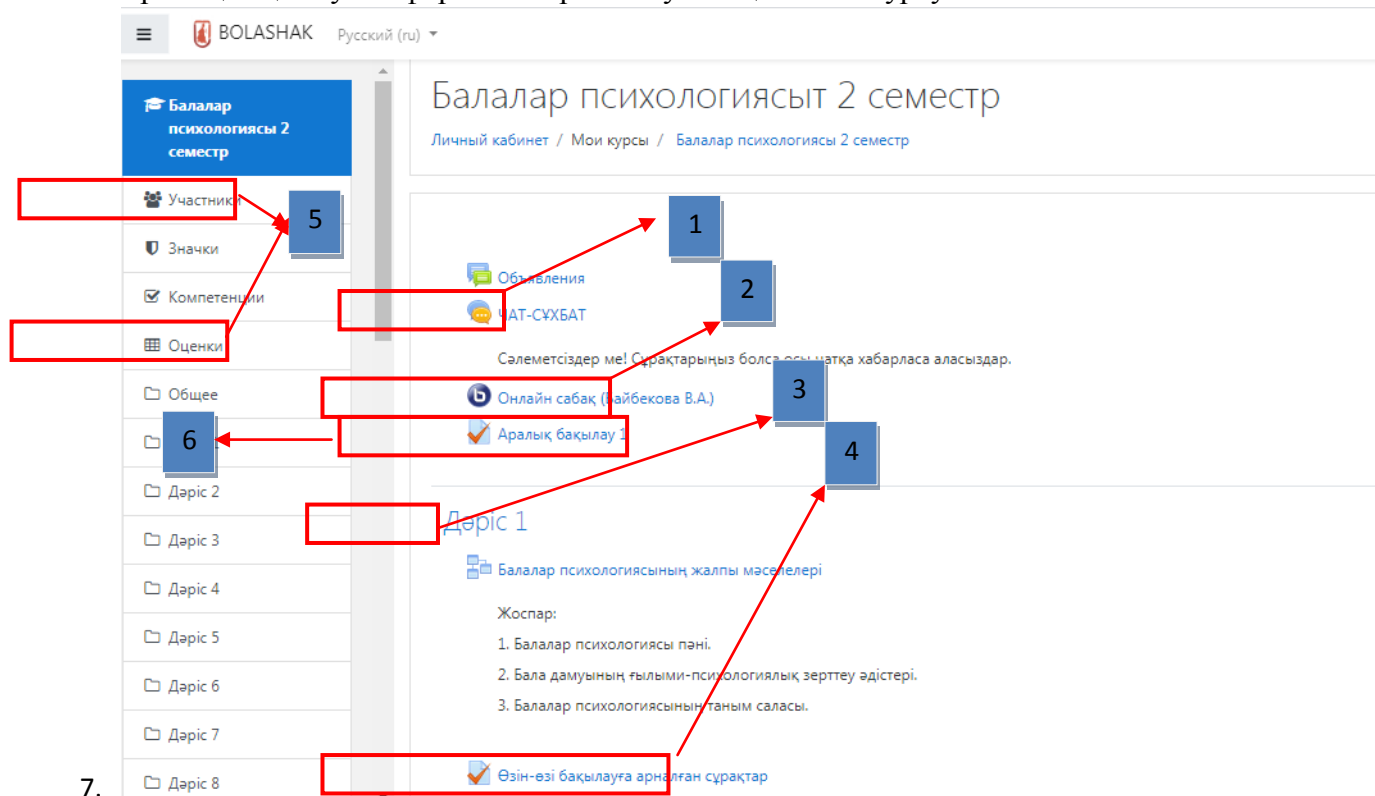 BOLASHAK Русский (ru)
Балалар психологиясы 2 семестр
Участники
Значки
Компетенции
Оценки
Общее
Дәріс 2
Дәріс 3
Дәріс 4
Дәріс 5
Дәріс 6
Дәріс 7
Дәріс 8
5
6
7.
Балалар психологиясыт 2 семестр
Личный кабинет / Мои курсы / Балалар психологиясы 2 семестр
1
2
Объявления
ЧАТ-СҰХБАТ
Сәлеметсіздер ме! Сұрақтарыңыз болса осы чатқа хабарласа аласыздар.
3
Онлайн сабақ (Байбекова В.А.)
Аралық бақылау 1
4
Дәріс 1
Балалар психологиясының жалпы мәселелері
Жоспар:
1. Балалар психологиясы пәні.
2. Бала дамуының ғылыми-психологиялық зерттеу әдістері.
3. Балалар психологиясының таным саласы.
Өзін-өзі бақылауға арналған сұрақтар